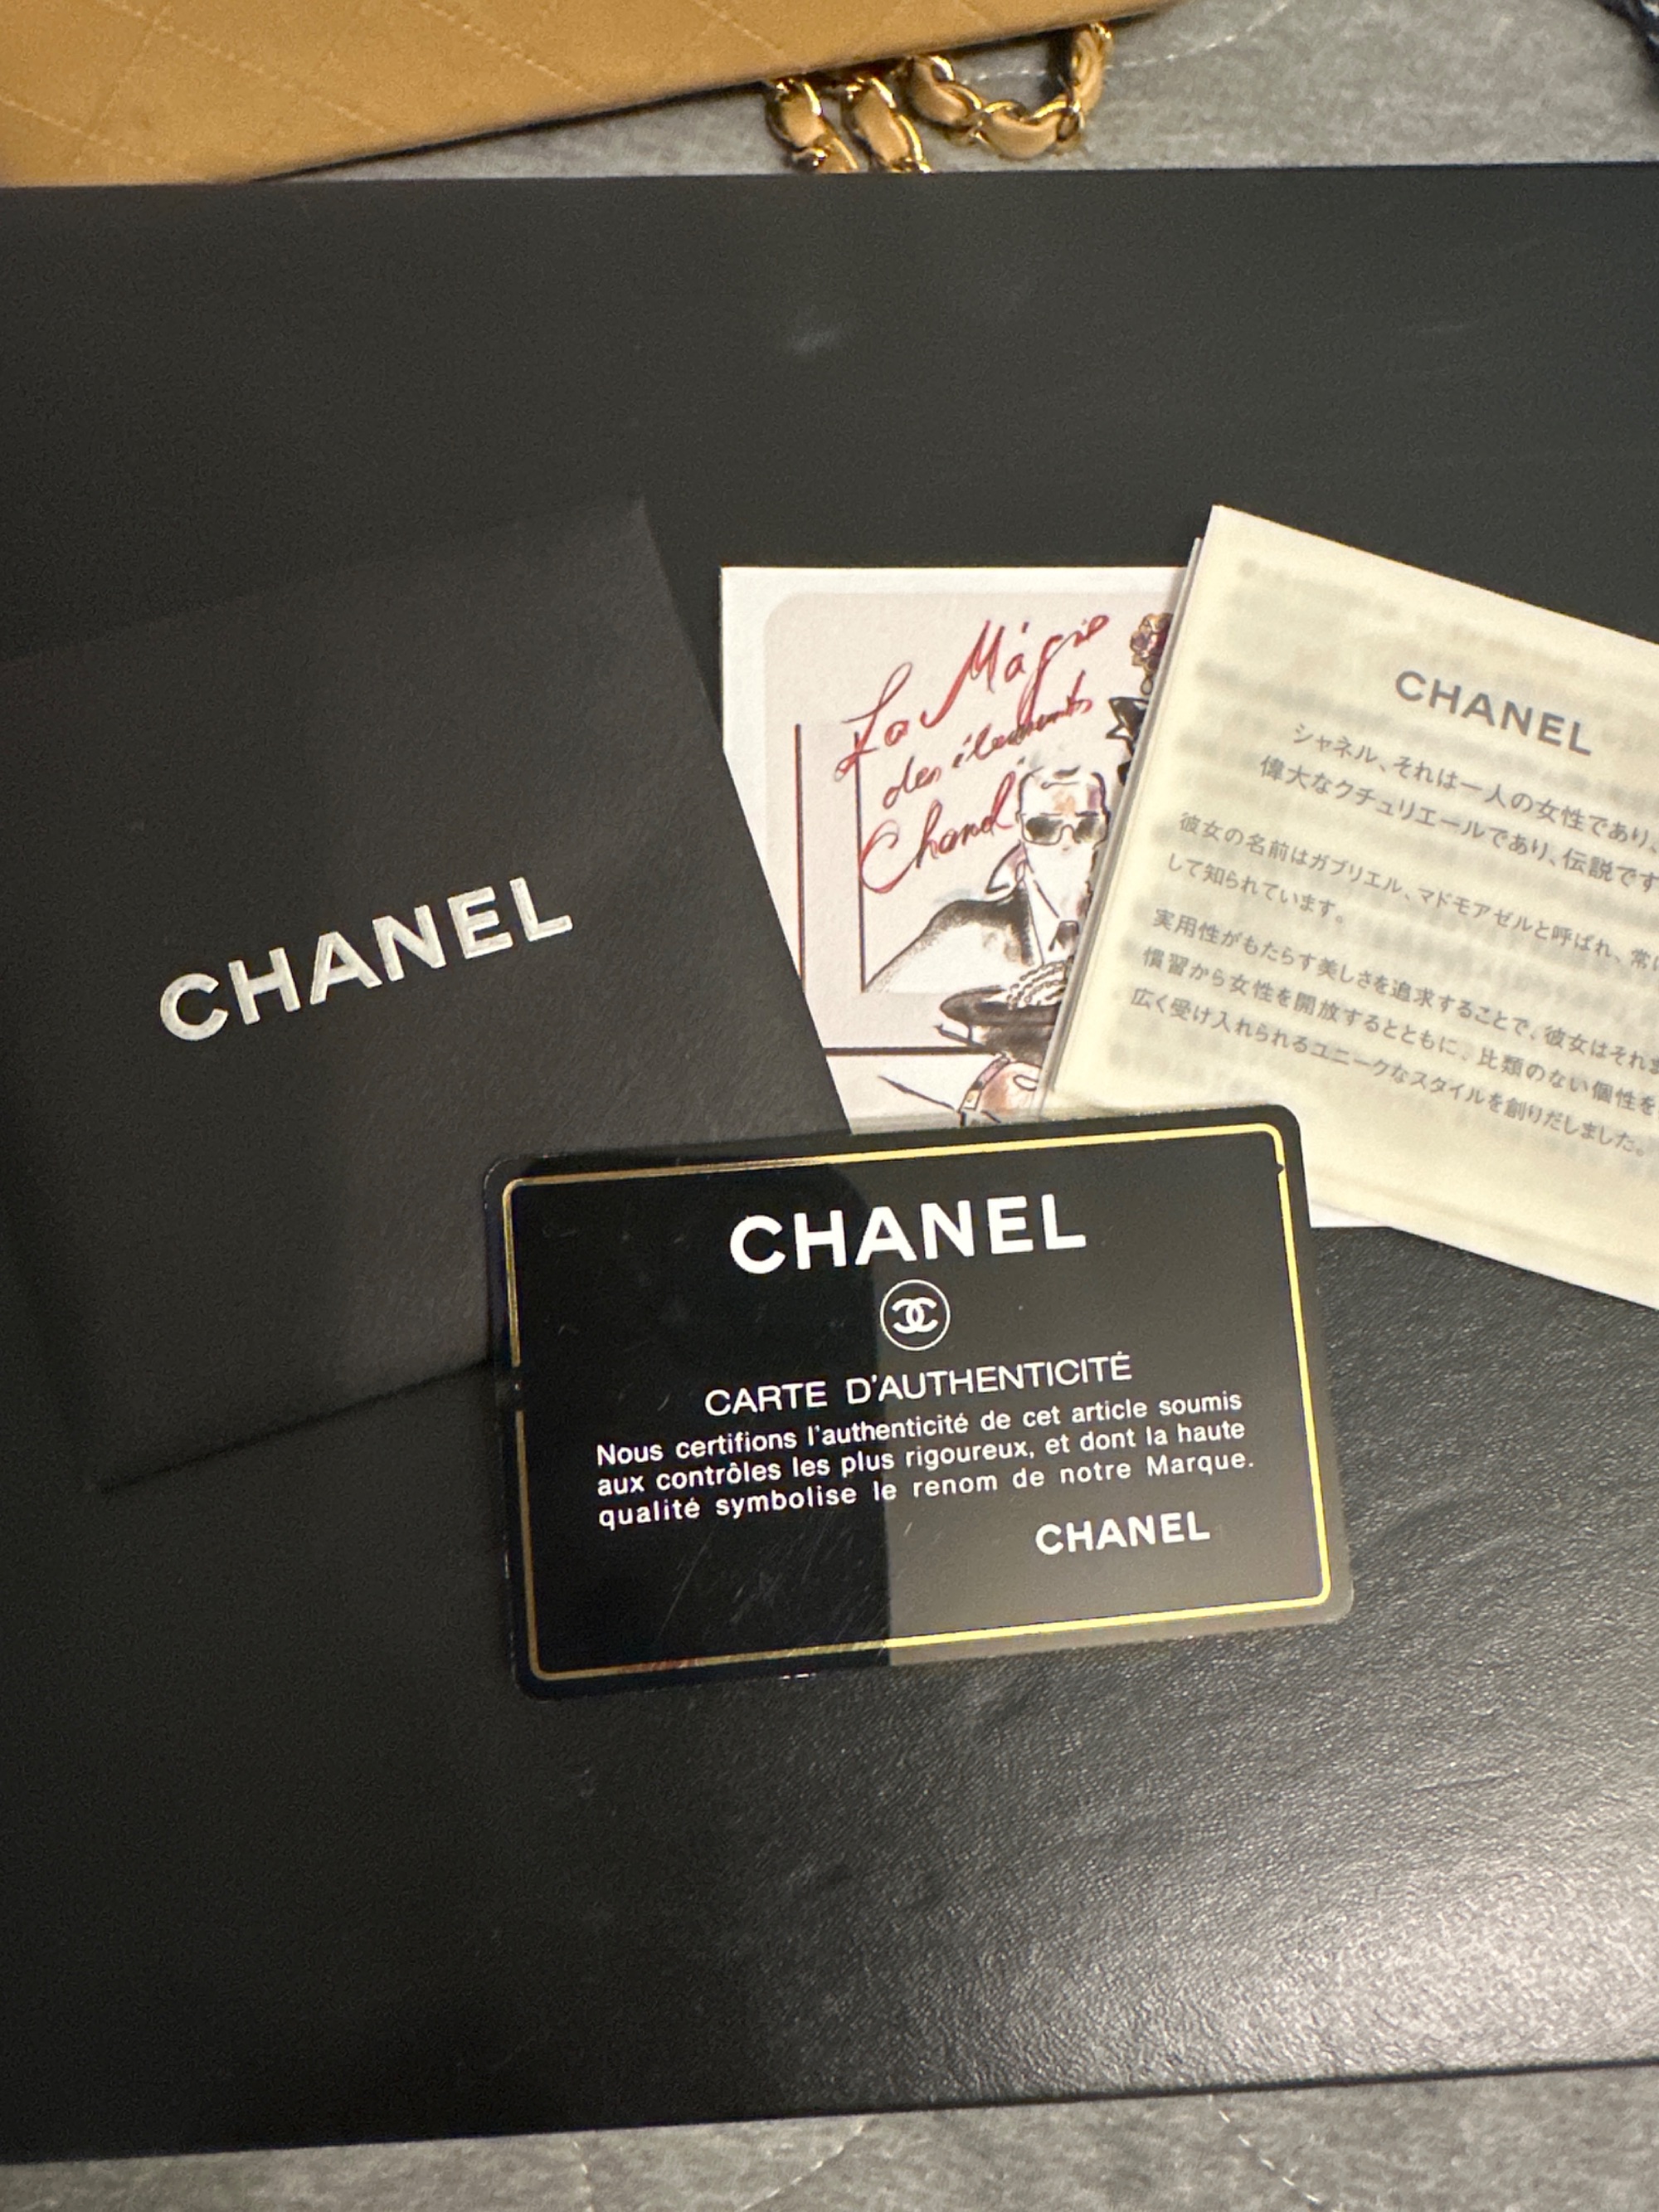 CHANEL
La Magie
des éléments
Chanel
CHANEL
シャネル、それは一人の女性であり、
偉大なクチュリエールであり、伝説です
彼女の名前はガブリエル、マドモアゼルと呼ばれ、常に
して知られています。
実用性がもたらす美しさを追求することで、彼女はそれま
慣習から女性を開放するとともに、比類のない個性を
広く受け入れられるユニークなスタイルを創りだしました。
CHANEL
CARTE D'AUTHENTICITÉ
Nous certifions l'authenticité de cet article soumis
aux contrôles les plus rigoureux, et dont la haute
qualité symbolise le renom de notre Marque.
CHANEL